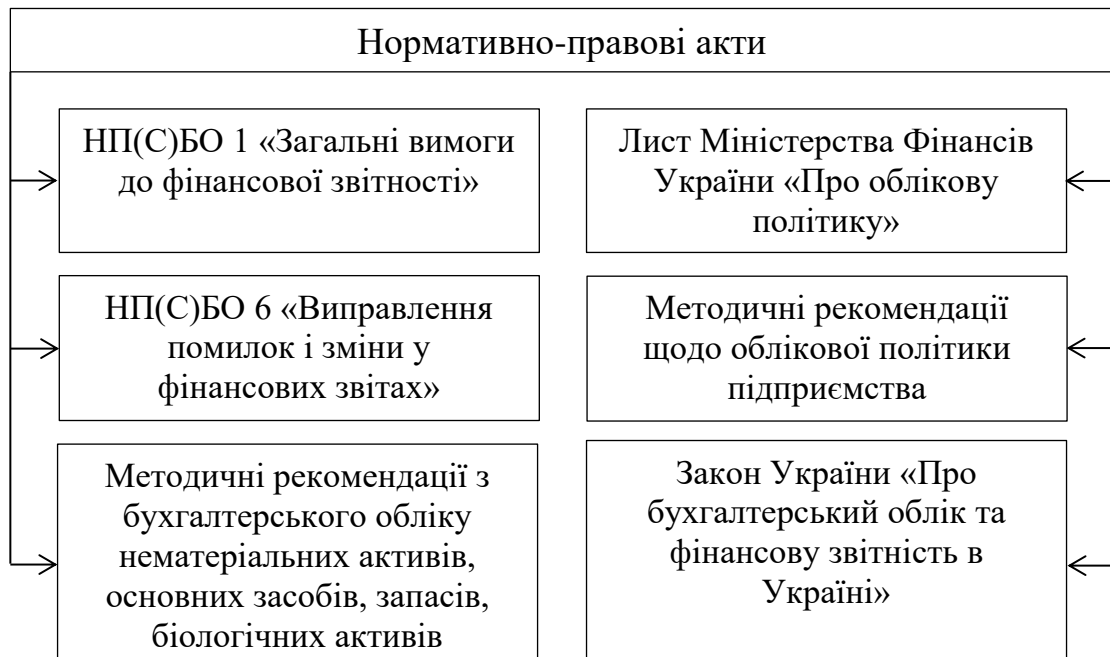 Нормативно-правові акти
НП(С)БО 1 «Загальні вимоги
до фінансової звітності»
Лист Міністерства Фінансів
України «Про облікову
політику»
НП(С)БО 6 «Виправлення
помилок і зміни у
фінансових звітах»
Методичні рекомендації
щодо облікової політики
підприємства
Методичні рекомендації з
бухгалтерського обліку
нематеріальних активів,
основних засобів, запасів,
біологічних активів
Закон України «Про
бухгалтерський облік та
фінансову звітність в
Україні»